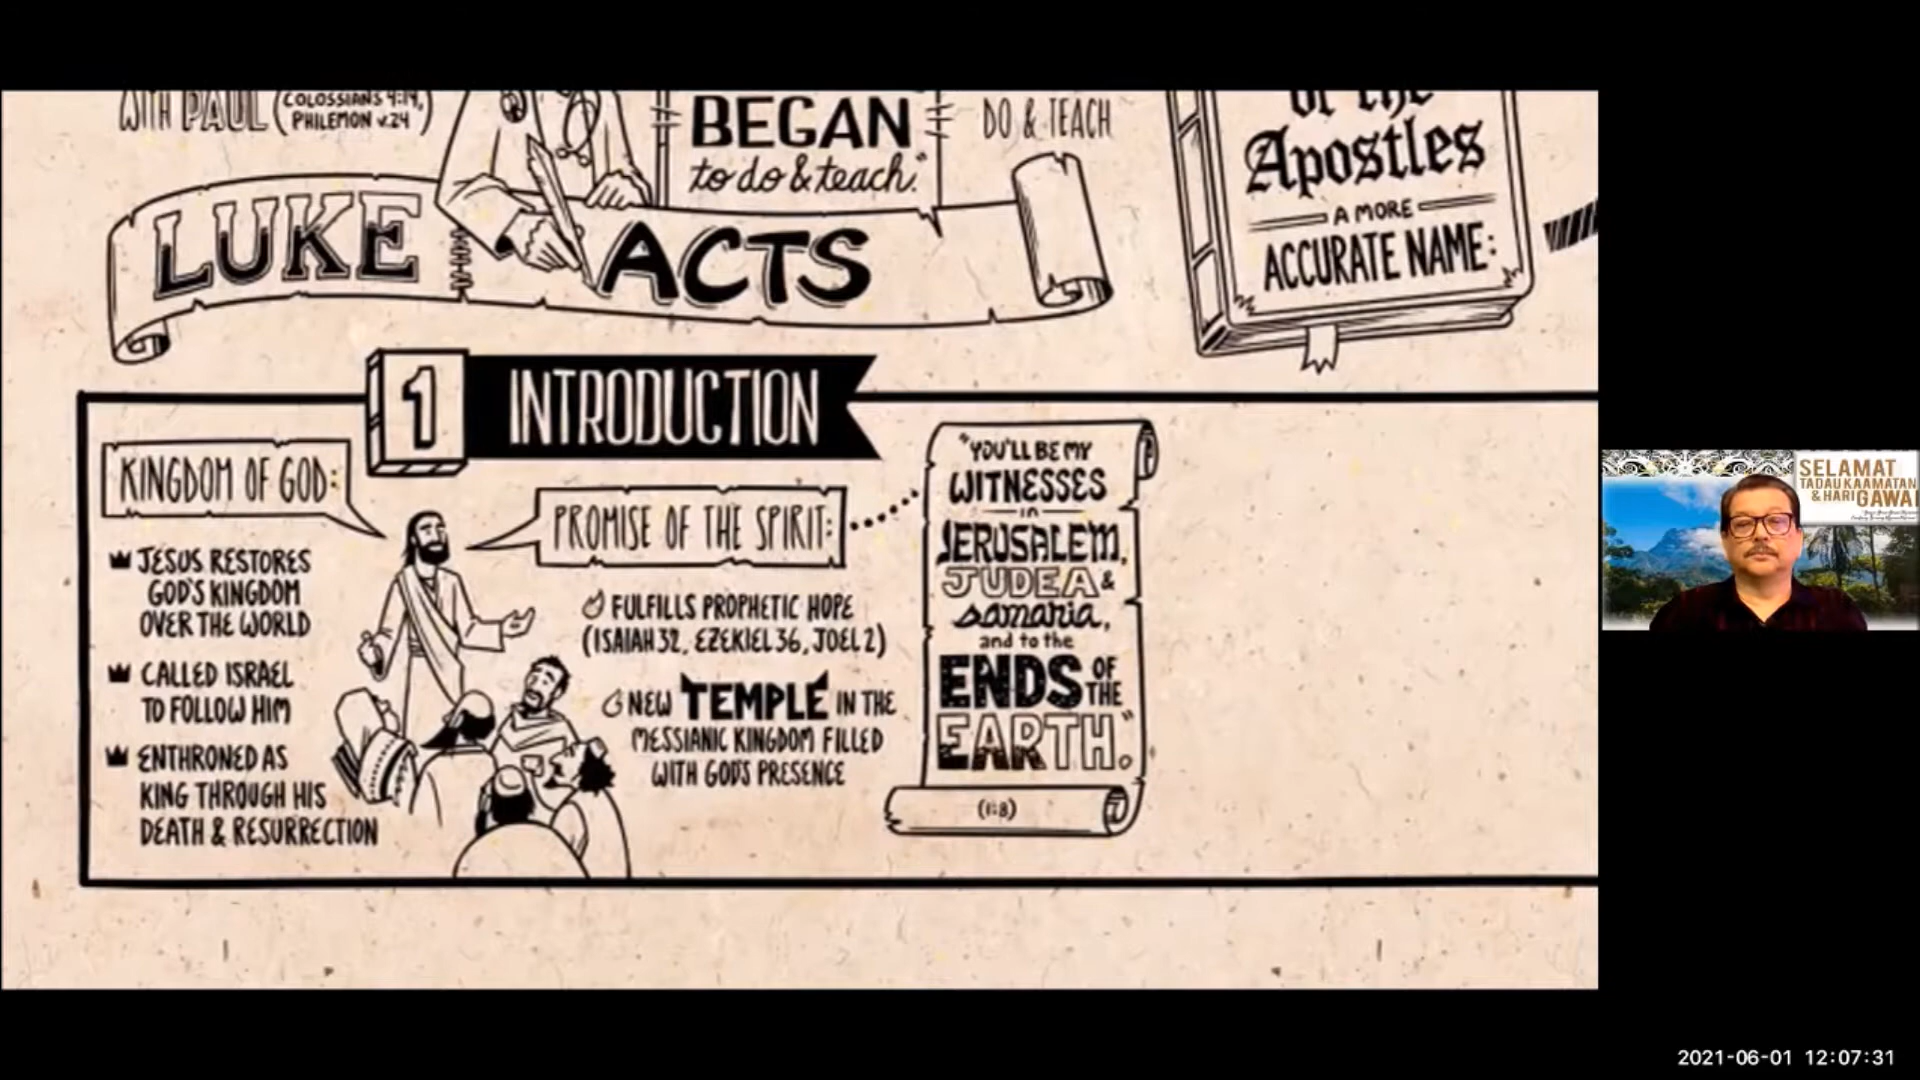 WITH PAUL (COLOSSIANS 4:14,
PHILEMON v.24)
BEGAN
to do & teach."
DO & TEACH
of the
Apostles
A MORE
ACCURATE NAME:
LUKE ACTS
1 INTRODUCTION
KINGDOM OF GOD:
JESUS RESTORES
GOD'S KINGDOM
OVER THE WORLD
CALLED ISRAEL
TO FOLLOW HIM
ENTHRONED AS
KING THROUGH HIS
DEATH & RESURRECTION
PROMISE OF THE SPIRIT:
FULFILLS PROPHETIC HOPE
(ISAIAH 32, EZEKIEL 36, JOEL 2)
NEW TEMPLE IN THE
MESSIANIC KINGDOM FILLED
WITH GOD'S PRESENCE
"YOU'LL BE MY
WITNESSES
in
JERUSALEM,
JUDEA &
samaria,
and to the
ENDS OF
THE
EARTH."
(1:8)
SELAMAT
TADAU KAAMATAN
& HARI GAWAI
2021-06-01 12:07:31